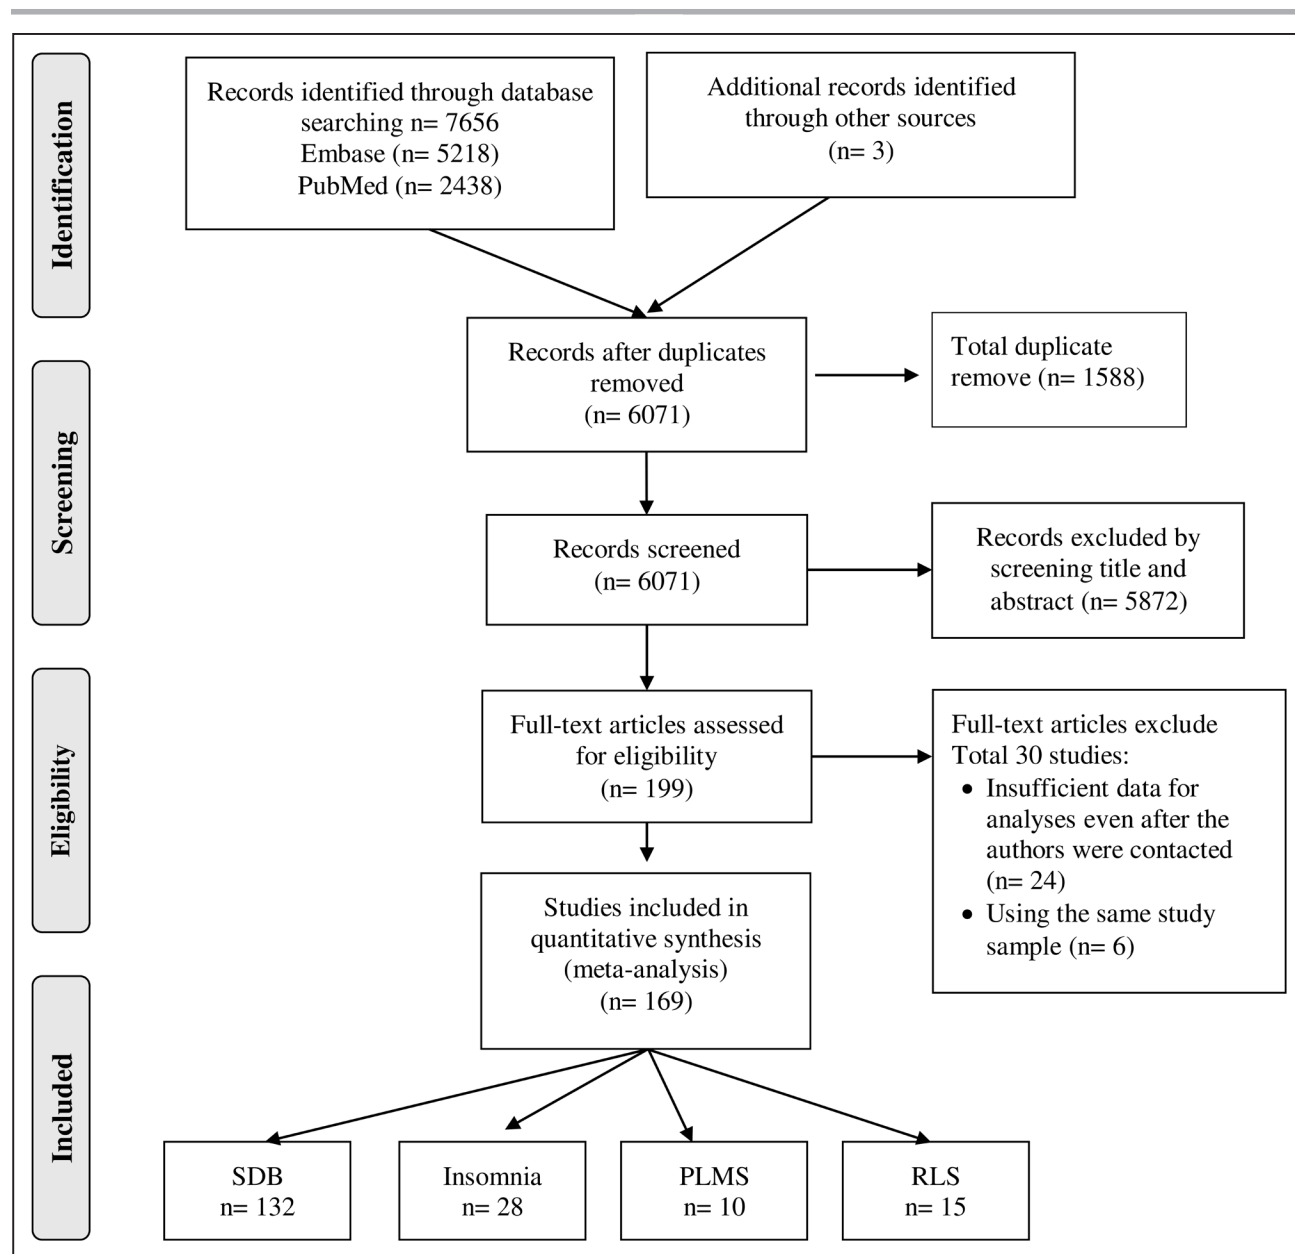 Identification
Records identified through database
searching n= 7656
Embase (n= 5218)
PubMed (n= 2438)
Additional records identified
through other sources
(n= 3)
Records after duplicates
removed
(n= 6071)
Total duplicate
remove (n= 1588)
Screening
Records screened
(n= 6071)
Records excluded by
screening title and
abstract (n= 5872)
Eligibility
Full-text articles assessed
for eligibility
(n= 199)
Full-text articles exclude
Total 30 studies:
• Insufficient data for
analyses even after the
authors were contacted
(n= 24)
• Using the same study
sample (n= 6)
Studies included in
quantitative synthesis
(meta-analysis)
(n= 169)
Included
SDB
n= 132
Insomnia
n= 28
PLMS
n= 10
RLS
n= 15